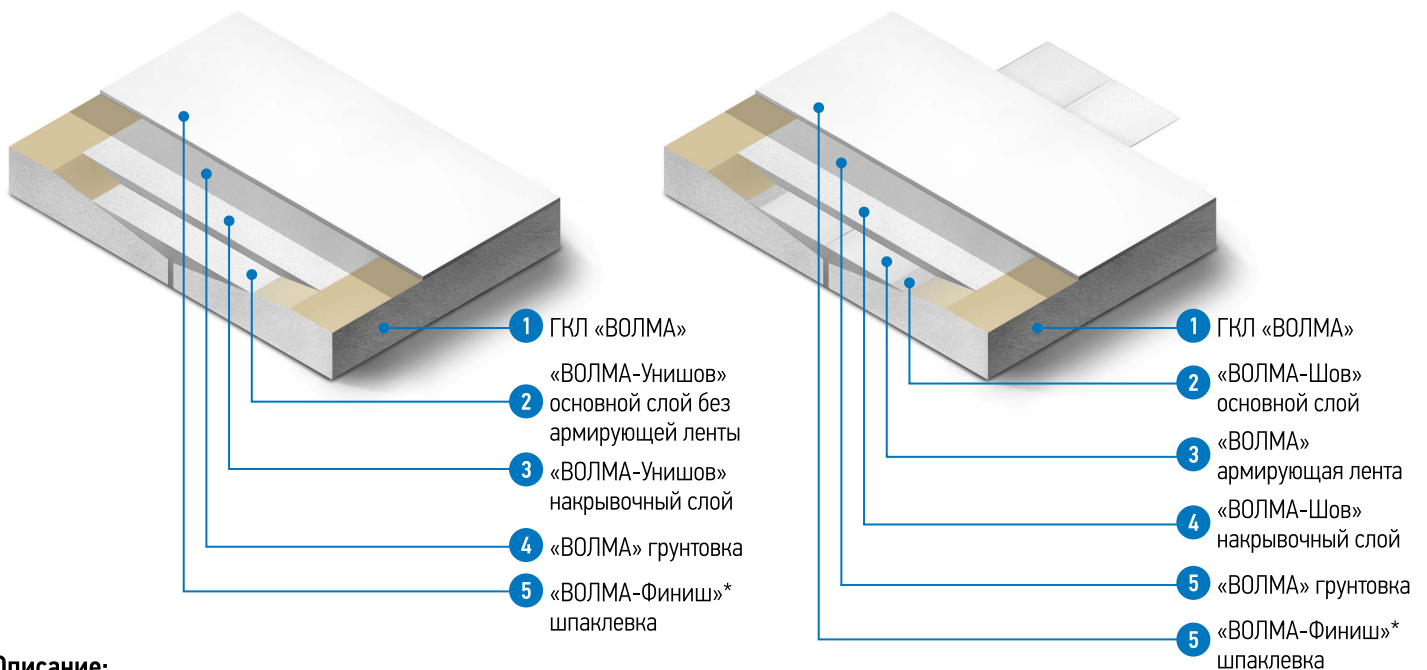 1 ГКЛ «ВОЛМА»
2 «ВОЛМА-Унишов»
основной слой без
армирующей ленты
3 «ВОЛМА-Унишов»
накрывочный слой
4 «ВОЛМА» грунтовка
5 «ВОЛМА-Финиш»*
шпаклевка
1 ГКЛ «ВОЛМА»
2 «ВОЛМА-Шов»
основной слой
3 «ВОЛМА»
армирующая лента
4 «ВОЛМА-Шов»
накрывочный слой
5 «ВОЛМА» грунтовка
5 «ВОЛМА-Финиш»*
шпаклевка
Описание: